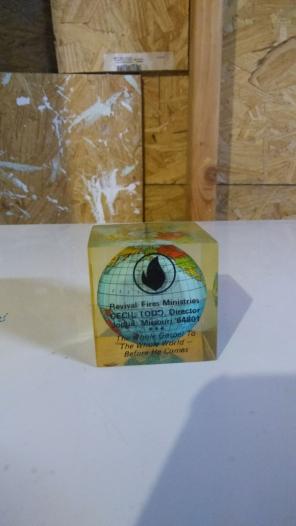 Revival Fires Ministries
CECIL TODD, Director
Joplin, Missouri 64801
★★★
The Whole Gospel To
The Whole World —
Before He Comes